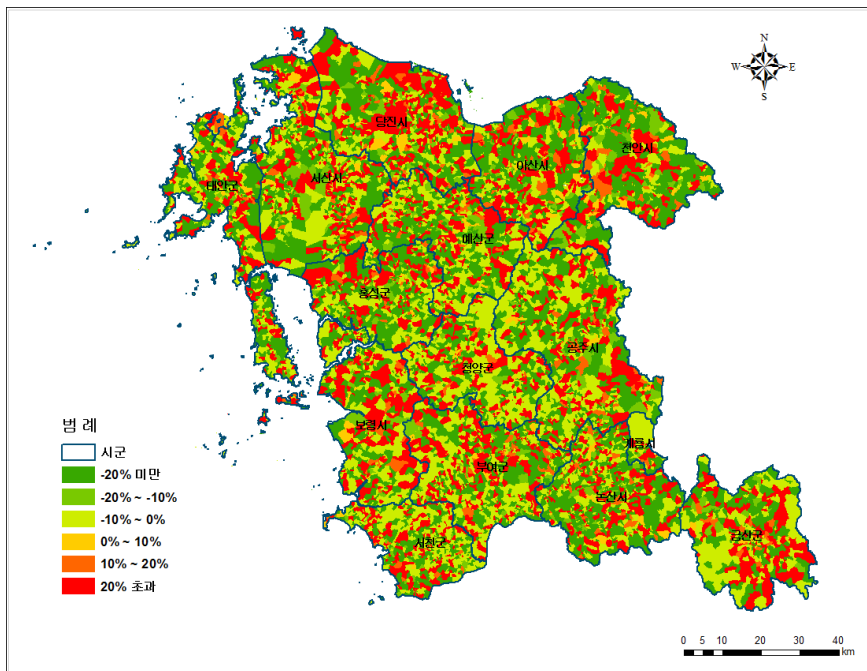 N
W E
S
당진시
천안시
아산시
서산시
태안군
예산군
홍성군
공주시
청양군
보령시
계룡시
부여군
논산시
서천군
금산군
범 례
시군
-20% 미만
-20% ~ -10%
-10% ~ 0%
0% ~ 10%
10% ~ 20%
20% 초과
0 5 10 20 30 40
km